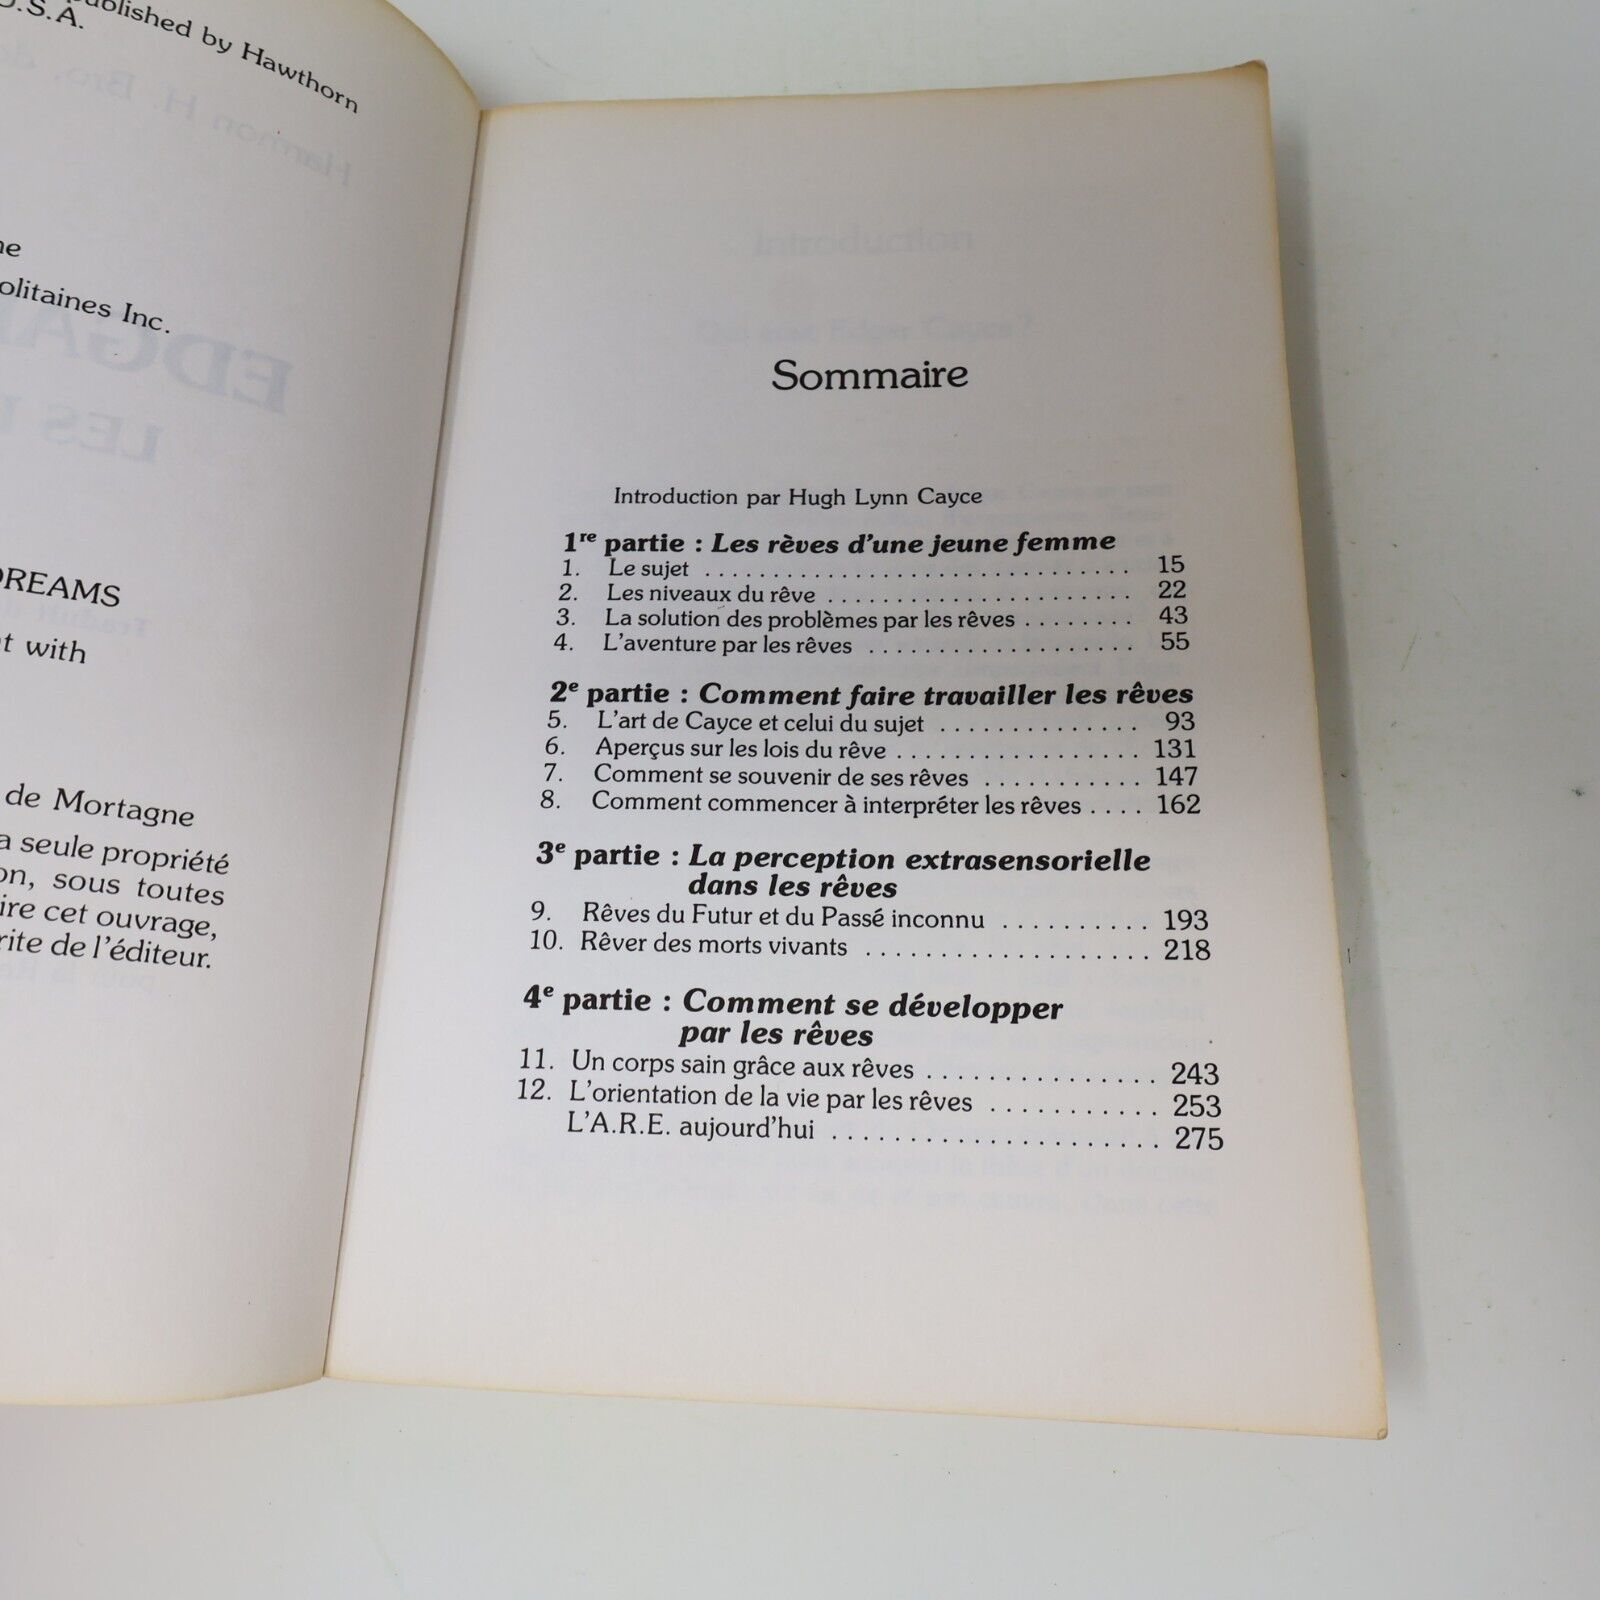 published by Hawthorn
U.S.A.
olitaines Inc.
DREAMS
with
de Mortagne
a seule propriété
on, sous toutes
ire cet ouvrage,
rite de l'éditeur.
Sommaire
Introduction par Hugh Lynn Cayce
1re partie : Les rèves d'une jeune femme
1. Le sujet ................................ 15
2. Les niveaux du rêve ....................... 22
3. La solution des problèmes par les rêves ........ 43
4. L'aventure par les rêves .................... 55
2e partie : Comment faire travailler les rêves
5. L'art de Cayce et celui du sujet ............... 93
6. Aperçus sur les lois du rêve .................. 131
7. Comment se souvenir de ses rêves ............ 147
8. Comment commencer à interpréter les rêves .... 162
3e partie : La perception extrasensorielle
dans les rêves
9. Rêves du Futur et du Passé inconnu .......... 193
10. Rêver des morts vivants ................... 218
4e partie : Comment se développer
par les rêves
11. Un corps sain grâce aux rêves ............... 243
12. L'orientation de la vie par les rêves ........... 253
L'A.R.E. aujourd'hui ...................... 275